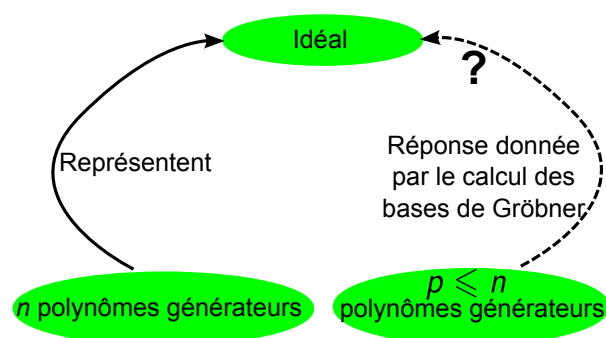 Idéal
?
Représentent
Réponse donnée
par le calcul des
bases de Gröbner
n polynômes générateurs
p ⩽ n
polynômes générateurs